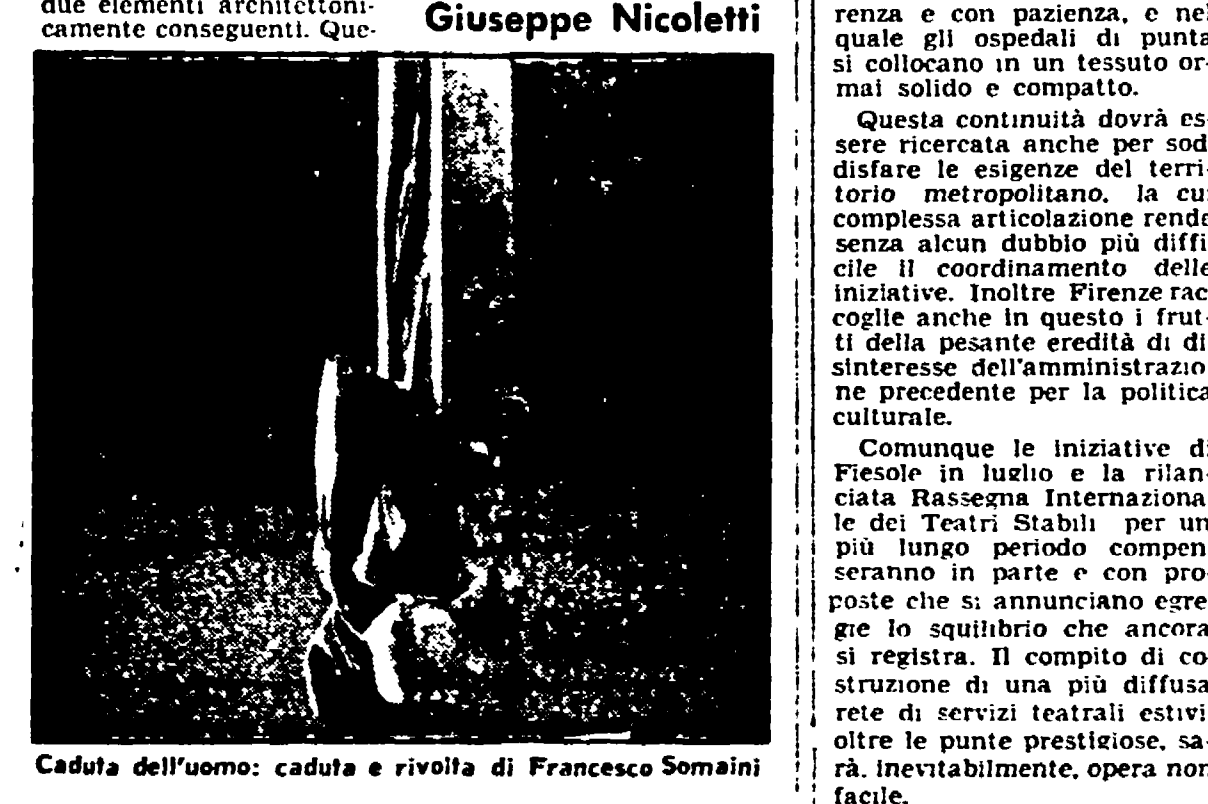 due elementi architettoni-
camente conseguenti. Que-
Giuseppe Nicoletti
Caduta dell'uomo: caduta e rivolta di Francesco Somaini
renza e con pazienza, e nel
quale gli ospedali di punta
si collocano in un tessuto or-
mai solido e compatto.
Questa continuità dovrà es-
sere ricercata anche per sod
disfare le esigenze del terri-
torio metropolitano, la cui
complessa articolazione rende
senza alcun dubbio più diffi
cile il coordinamento delle
iniziative. Inoltre Firenze rac
coglie anche in questo i frut-
ti della pesante eredità di di
sinteresse dell'amministrazio
ne precedente per la politica
culturale.
Comunque le iniziative di
Fiesole in luglio e la rilan-
ciata Rassegna Internaziona
le dei Teatri Stabili per un
più lungo periodo compen
seranno in parte e con pro-
poste che si annunciano egre
gie lo squilibrio che ancora
si registra. Il compito di co
struzione di una più diffusa
rete di servizi teatrali estivi
oltre le punte prestigiose, sa-
rà, inevitabilmente, opera non
facile.